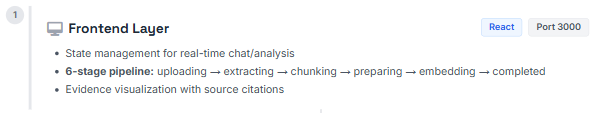 1
Frontend Layer
React
Port 3000
• State management for real-time chat/analysis
• 6-stage pipeline: uploading → extracting → chunking → preparing → embedding → completed
• Evidence visualization with source citations